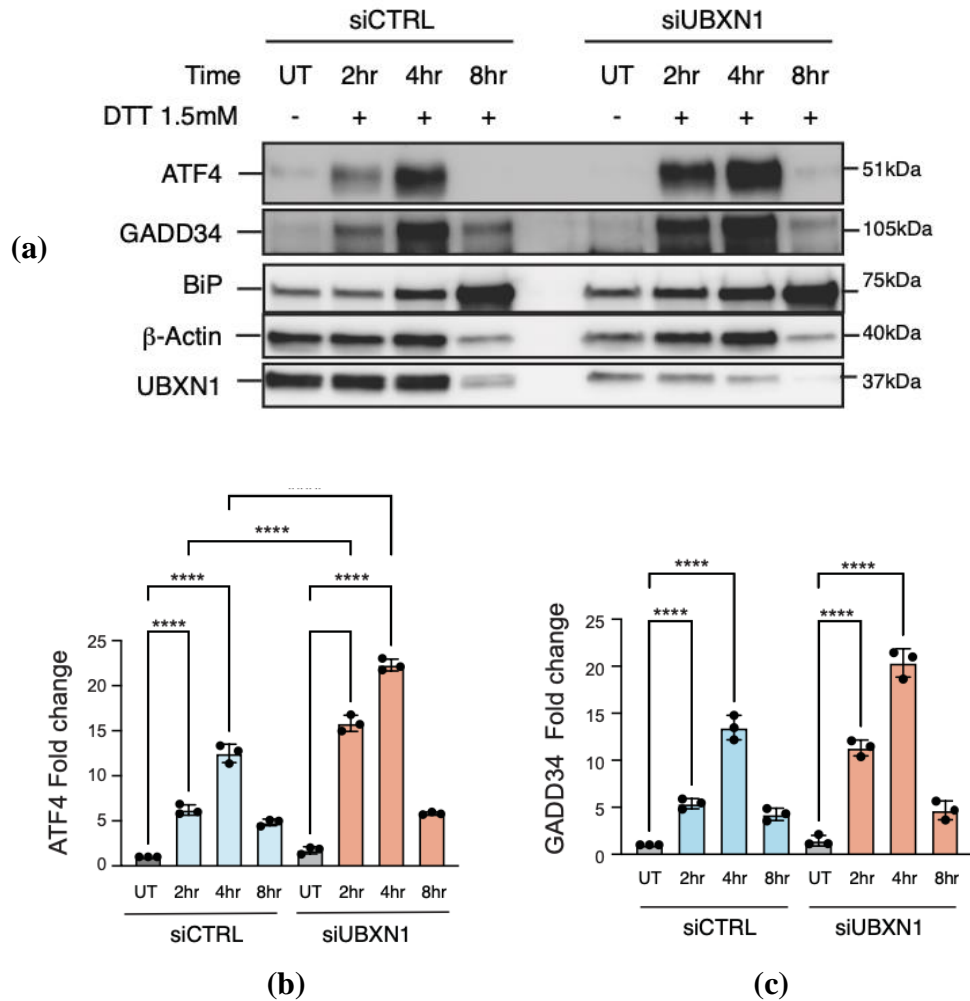 siCTRL siUBXN1
Time UT 2hr 4hr 8hr UT 2hr 4hr 8hr
DTT 1.5mM - + + + - + + +
ATF4 51kDa
(a)
GADD34 105kDa
BiP 75kDa
β-Actin 40kDa
UBXN1 37kDa
**** ****
**** ****
****
ATF4 Fold change
25
20
15
10
5
0
UT 2hr 4hr 8hr UT 2hr 4hr 8hr
siCTRL siUBXN1
(b)
**** ****
**** ****
GADD34 Fold change
25
20
15
10
5
0
UT 2hr 4hr 8hr UT 2hr 4hr 8hr
siCTRL siUBXN1
(c)